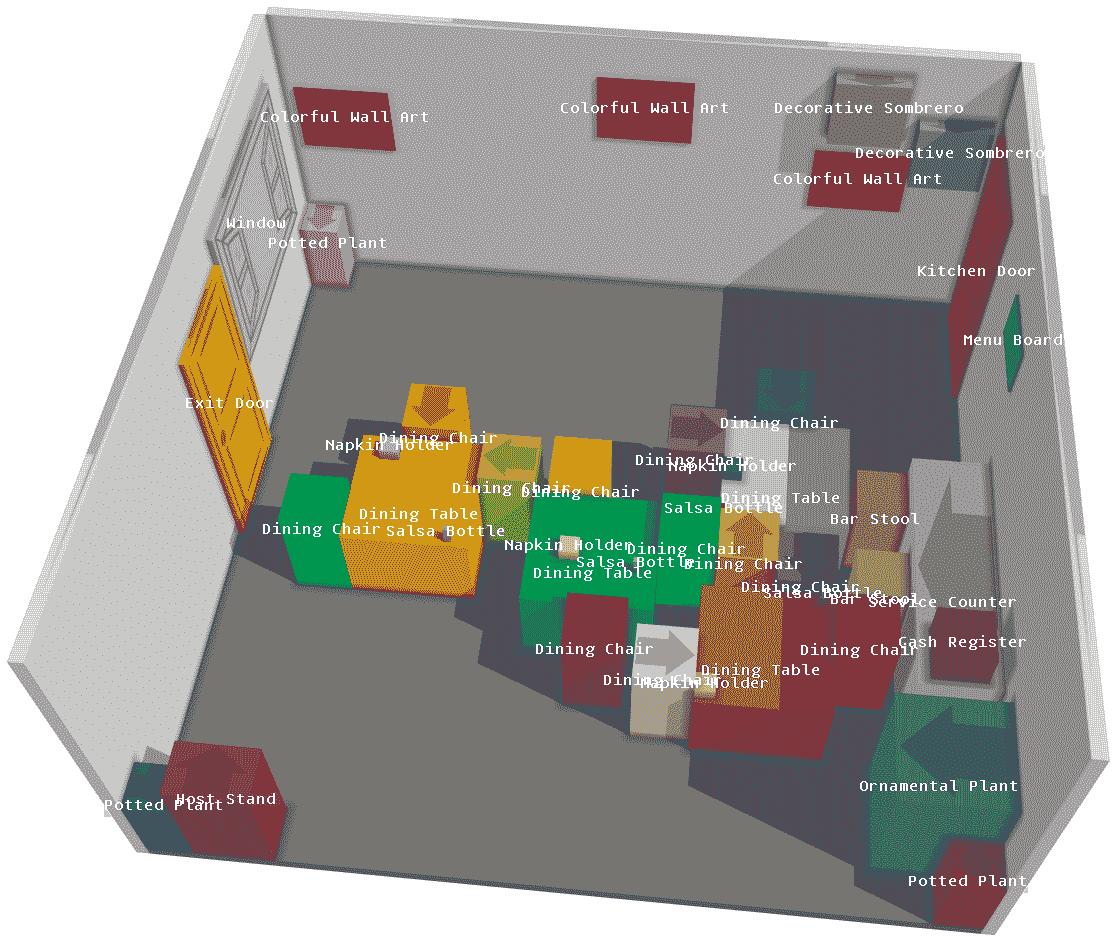 Colorful Wall Art
Colorful Wall Art
Decorative Sombrero
Decorative Sombrero
Colorful Wall Art
Window
Potted Plant
Kitchen Door
Menu Board
Exit Door
Dining Chair
Dining Chair
Napkin Holder
Dining Chair
Napkin Holder
Dining Chair
Dining Chair
Dining Table
Salsa Bottle
Dining Table
Bar Stool
Dining Chair
Salsa Bottle
Napkin Holder
Dining Chair
Salsa Bottle
Dining Chair
Dining Table
Dining Chair
Salsa Bottle
Bar Stool
Service Counter
Cash Register
Dining Chair
Dining Chair
Dining Table
Dining Chair
Napkin Holder
Ornamental Plant
Host Stand
Potted Plant
Potted Plant